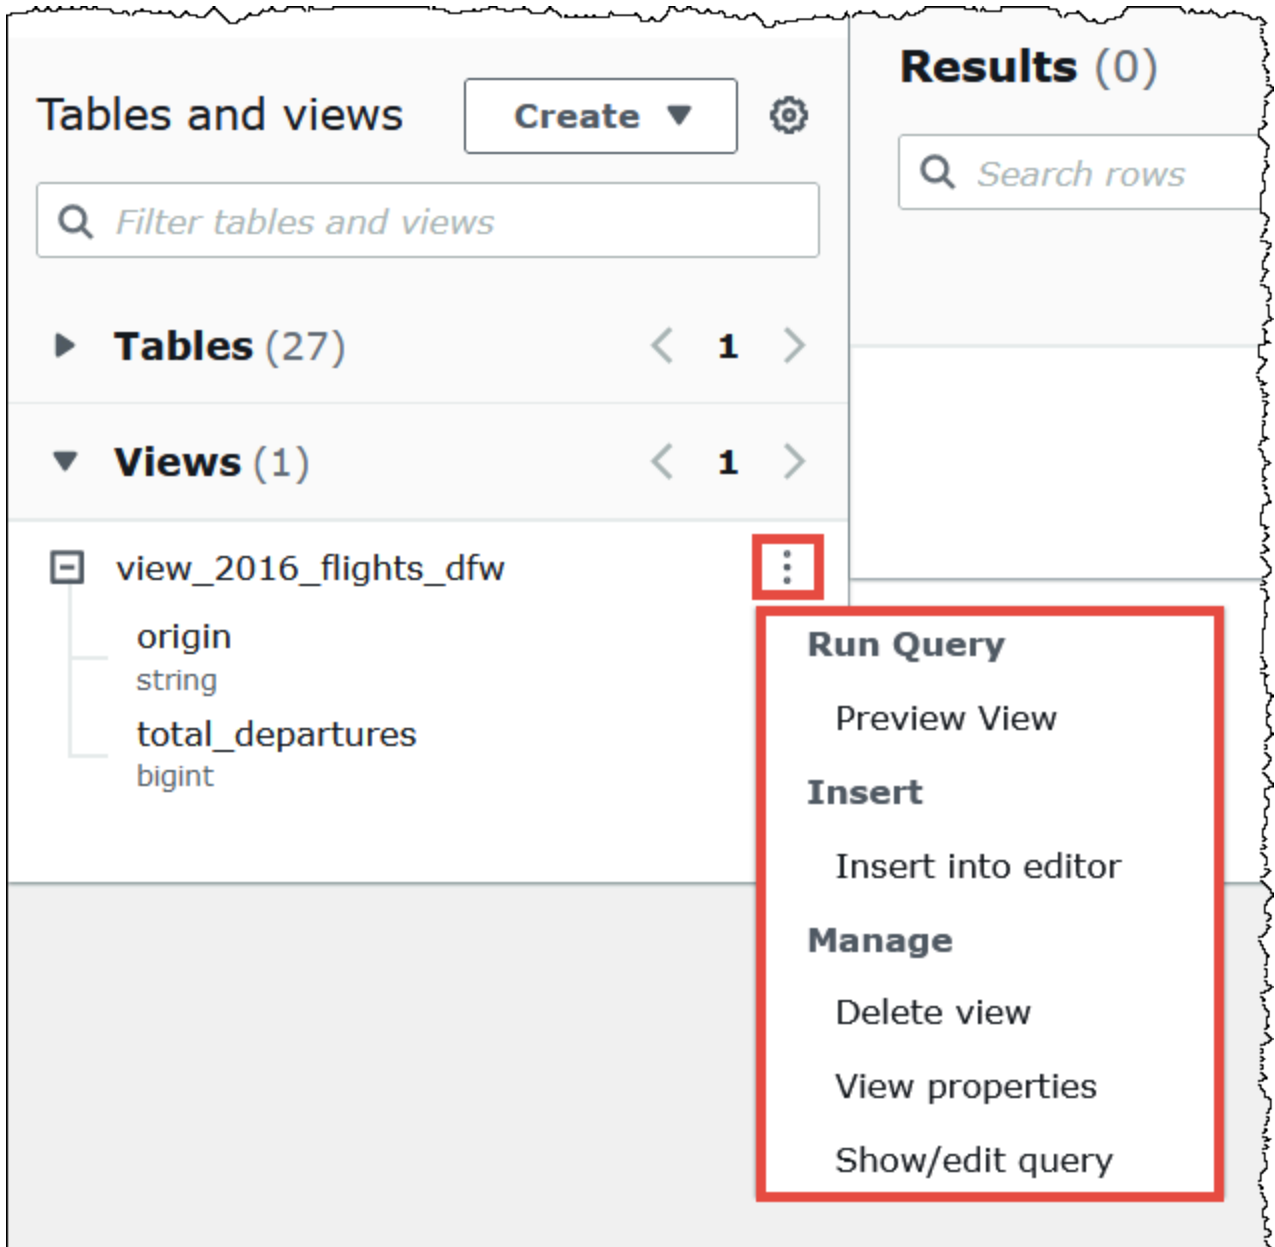 Tables and views
Create
Filter tables and views
Tables (27)
1
Views (1)
1
view_2016_flights_dfw
origin
string
total_departures
bigint
Results (0)
Search rows
Run Query
Preview View
Insert
Insert into editor
Manage
Delete view
View properties
Show/edit query